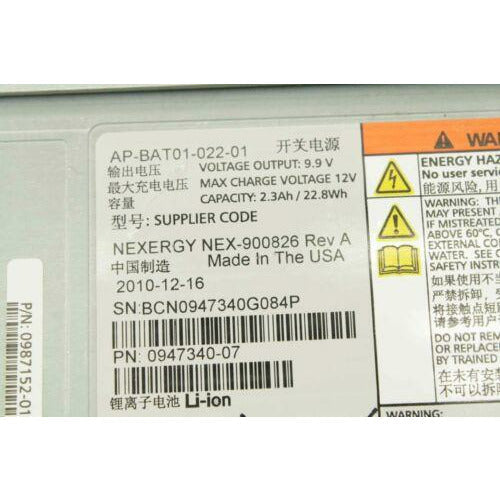 AP-BAT01-022-01 开关电源
输出电压 VOLTAGE OUTPUT: 9.9 V
最大充电电压 MAX CHARGE VOLTAGE 12V
CAPACITY: 2.3Ah / 22.8Wh
型号: SUPPLIER CODE
NEXERGY NEX-900826 Rev A
中国制造 Made In The USA
2010-12-16
SN:BCN0947340G084P
PN: 0947340-07
锂离子电池 Li-ion
P/N: 0987152-01
WAR
ENERGY HAZ
No user servic
能源风险, 用
WARNING: TH
MAY PRESENT
IF MISTREATED
ABOVE 60°C, O
EXTERNAL CO
WATER. SEE C
SAFETY INSTR
如果使用不当
严禁拆卸,
将接触点短
请参考用户
DO NOT REMO
OR REPLACED
BY TRAINED
在未有安装
不可以拆
WARNING: